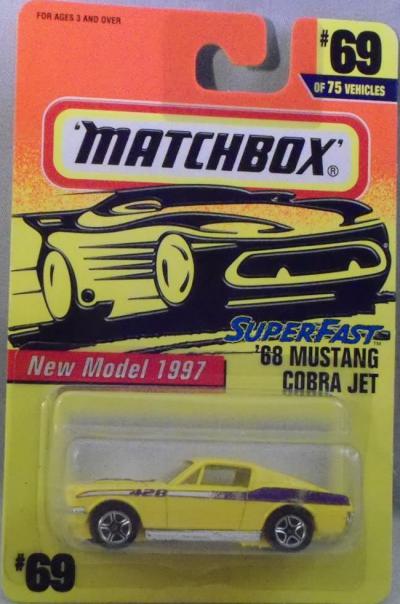 FOR AGES 3 AND OVER
#69
OF 75 VEHICLES
'MATCHBOX'®
SUPERFAST™
New Model 1997
'68 MUSTANG
COBRA JET
428
#69